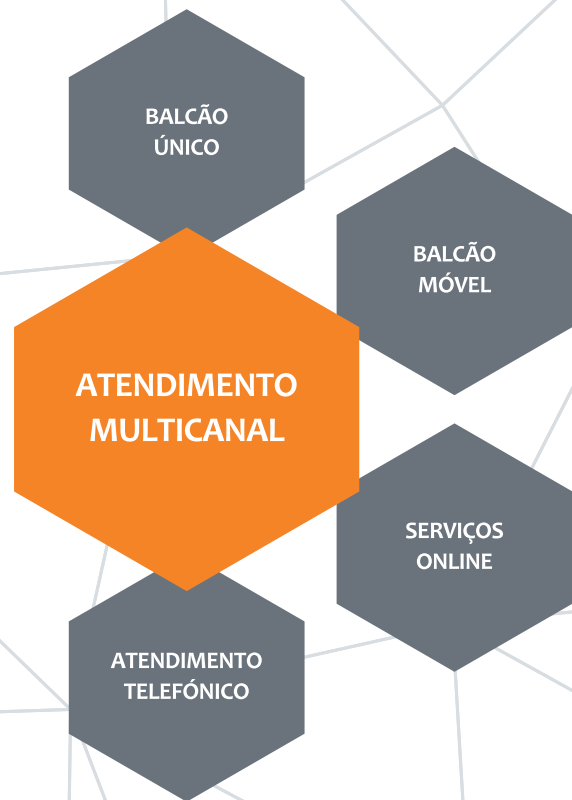 BALCÃO
ÚNICO
BALCÃO
MÓVEL
ATENDIMENTO
MULTICANAL
SERVIÇOS
ONLINE
ATENDIMENTO
TELEFÓNICO